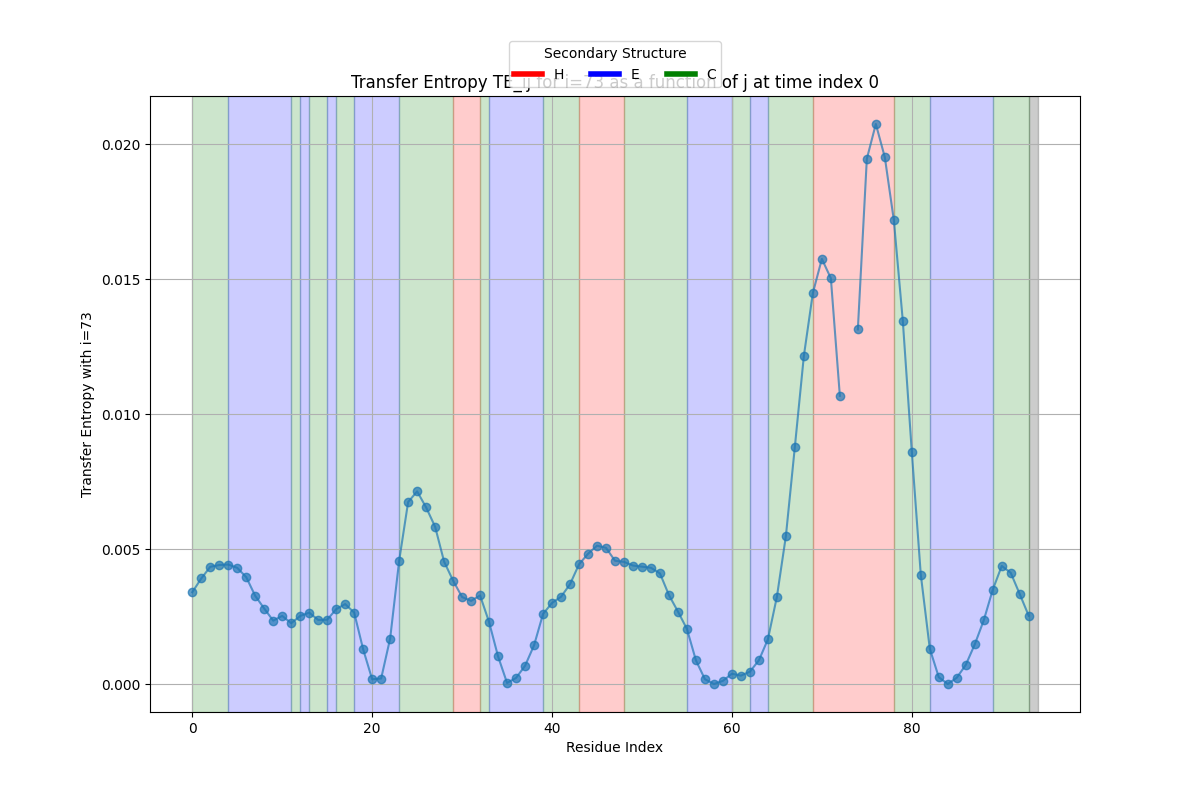 Secondary Structure
H E C
Transfer Entropy TE_ij for i=73 as a function of j at time index 0
0.020
0.015
0.010
0.005
0.000
Transfer Entropy with i=73
0 20 40 60 80
Residue Index